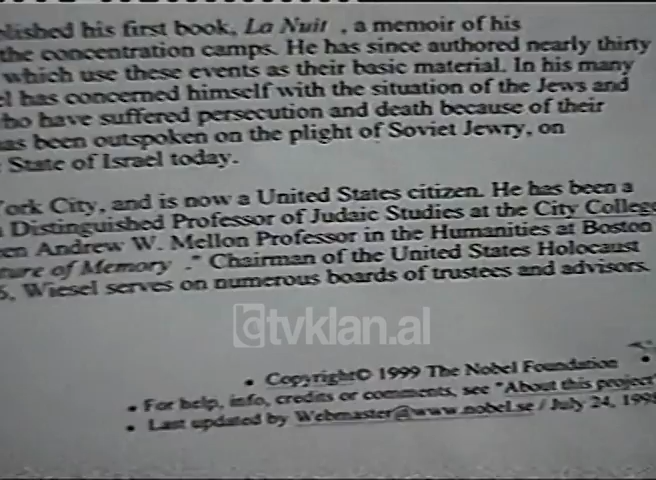 lished his first book, La Nuit , a memoir of his
the concentration camps. He has since authored nearly thirty
which use these events as their basic material. In his many
el has concerned himself with the situation of the Jews and
who have suffered persecution and death because of their
as been outspoken on the plight of Soviet Jewry, on
State of Israel today.
York City, and is now a United States citizen. He has been a
Distinguished Professor of Judaic Studies at the City College
en Andrew W. Mellon Professor in the Humanities at Boston
ture of Memory ." Chairman of the United States Holocaust
6, Wiesel serves on numerous boards of trustees and advisors.
tvklan.al
• Copyright© 1999 The Nobel Foundation
• For help, info, credits or comments, see "About this project"
• Last updated by Webmaster@www.nobel.se / July 24, 1998